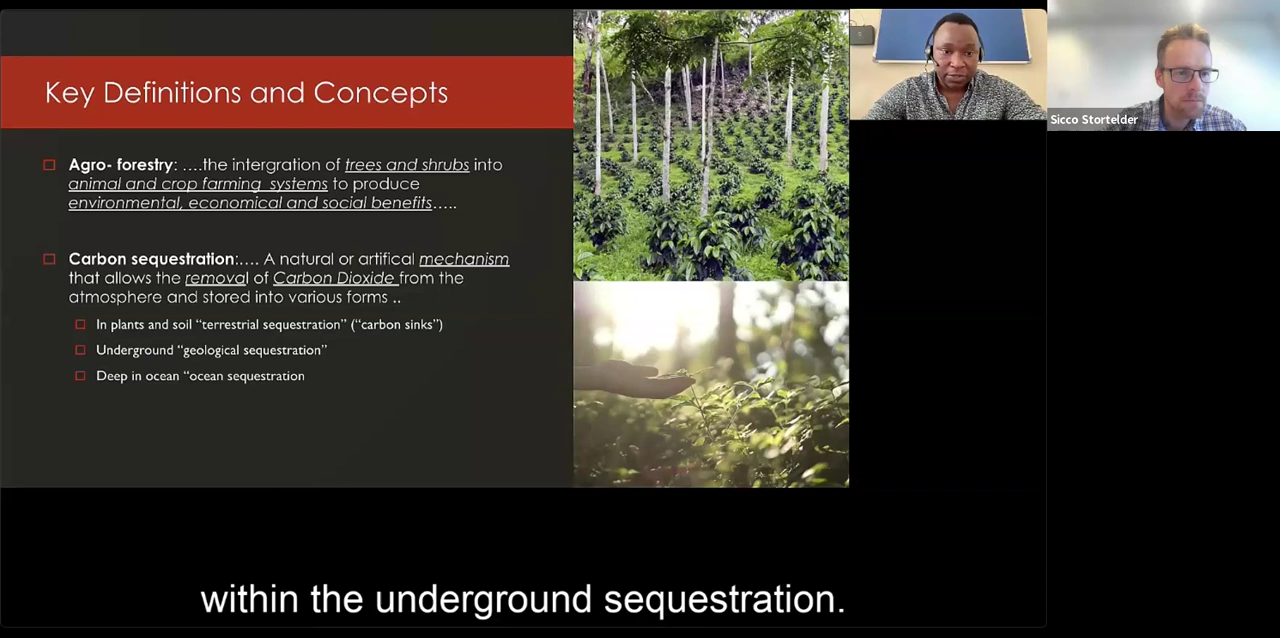 Key Definitions and Concepts
Agro- forestry: ….the intergration of trees and shrubs into
animal and crop farming systems to produce
environmental, economical and social benefits…..
Carbon sequestration:…. A natural or artifical mechanism
that allows the removal of Carbon Dioxide from the
atmosphere and stored into various forms ..
In plants and soil “terrestrial sequestration” (“carbon sinks”)
Underground “geological sequestration”
Deep in ocean “ocean sequestration
Sicco Stortelder
within the underground sequestration.